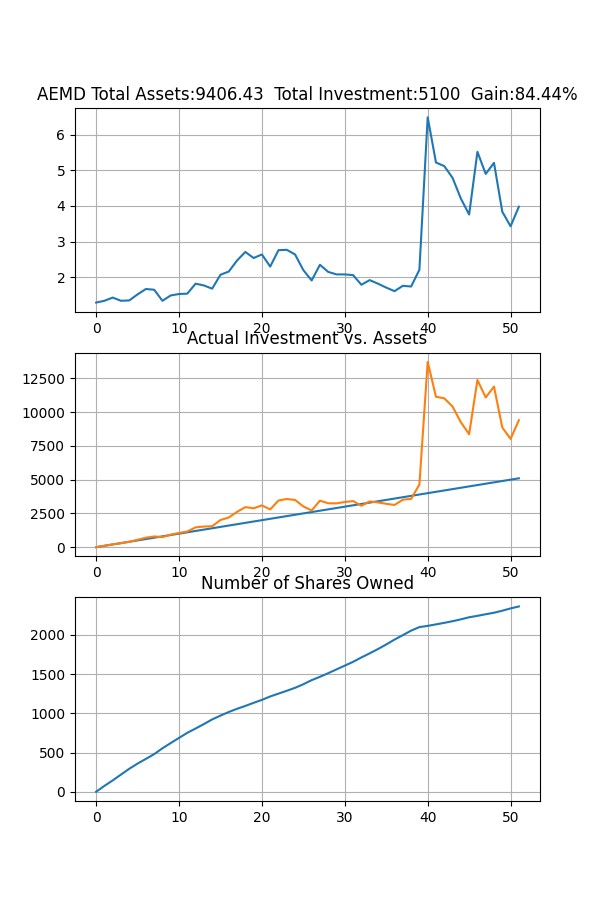 AEMD Total Assets:9406.43  Total Investment:5100  Gain:84.44%
6
5
4
3
2
0 10 20 30 40 50
Actual Investment vs. Assets
12500
10000
7500
5000
2500
0
0 10 20 30 40 50
Number of Shares Owned
2000
1500
1000
500
0
0 10 20 30 40 50